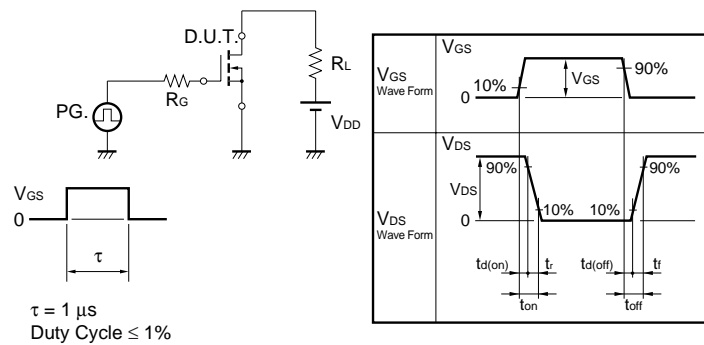 D.U.T.
RL
RG
PG.
VDD
VGS
0
τ
τ = 1 μs
Duty Cycle ≤ 1%
VGS
Wave Form
VGS
10%
VGS
90%
0
VDS
Wave Form
VDS
90%
VDS
90%
10%
10%
0
td(on)
tr
td(off)
tf
ton
toff